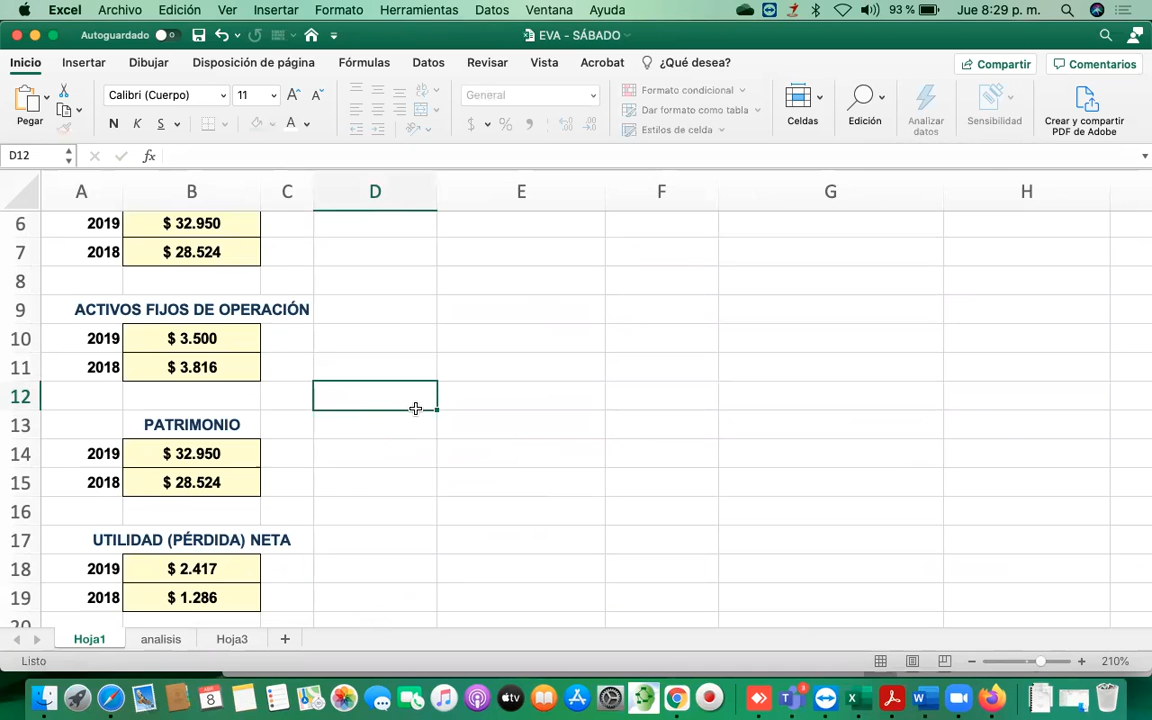 Excel Archivo Edición Ver Insertar Formato Herramientas Datos Ventana Ayuda 93 % Jue 8:29 p. m.
Autoguardado EVA - SÁBADO
Inicio Insertar Dibujar Disposición de página Fórmulas Datos Revisar Vista Acrobat ¿Qué desea? Compartir Comentarios
Calibri (Cuerpo) 11 General Formato condicional
Dar formato como tabla
N K S A $ % Estilos de celda
Pegar Celdas Edición Analizar datos Sensibilidad Crear y compartir PDF de Adobe
D12 fx
A B C D E F G H
6 2019 $ 32.950
7 2018 $ 28.524
8
9 ACTIVOS FIJOS DE OPERACIÓN
10 2019 $ 3.500
11 2018 $ 3.816
12
13 PATRIMONIO
14 2019 $ 32.950
15 2018 $ 28.524
16
17 UTILIDAD (PÉRDIDA) NETA
18 2019 $ 2.417
19 2018 $ 1.286
20
Hoja1 analisis Hoja3
Listo 210%